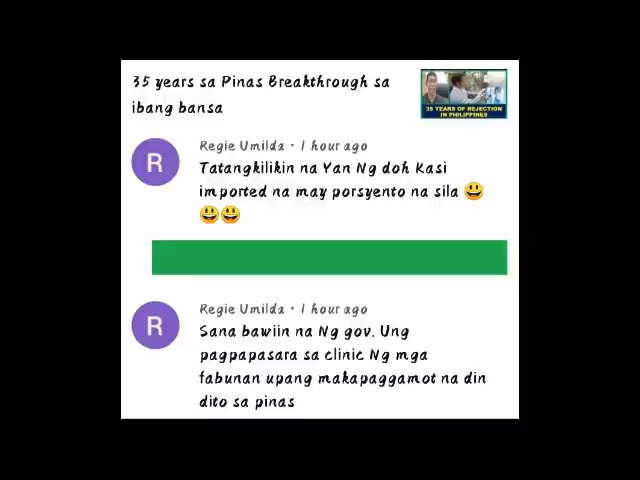 35 years sa Pinas Breakthrough sa
ibang bansa
35 YEARS OF REJECTION
IN PHILIPPINES
R
Regie Umilda · 1 hour ago
Tatangkilikin na Yan Ng doh Kasi
imported na may porsyento na sila 😃
😃😃
R
Regie Umilda · 1 hour ago
Sana bawiin na Ng gov. Ung
pagpapasara sa clinic Ng mga
fabunan upang makapaggamot na din
dito sa pinas